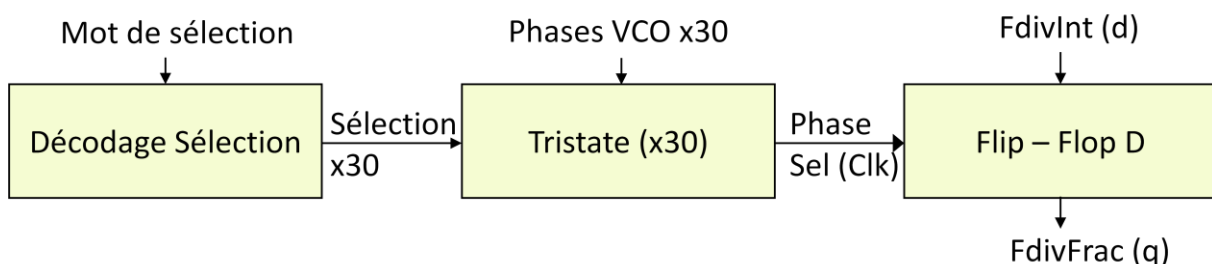 Mot de sélection
Phases VCO x30
FdivInt (d)
Décodage Sélection
Sélection
x30
Tristate (x30)
Phase
Sel (Clk)
Flip – Flop D
FdivFrac (q)